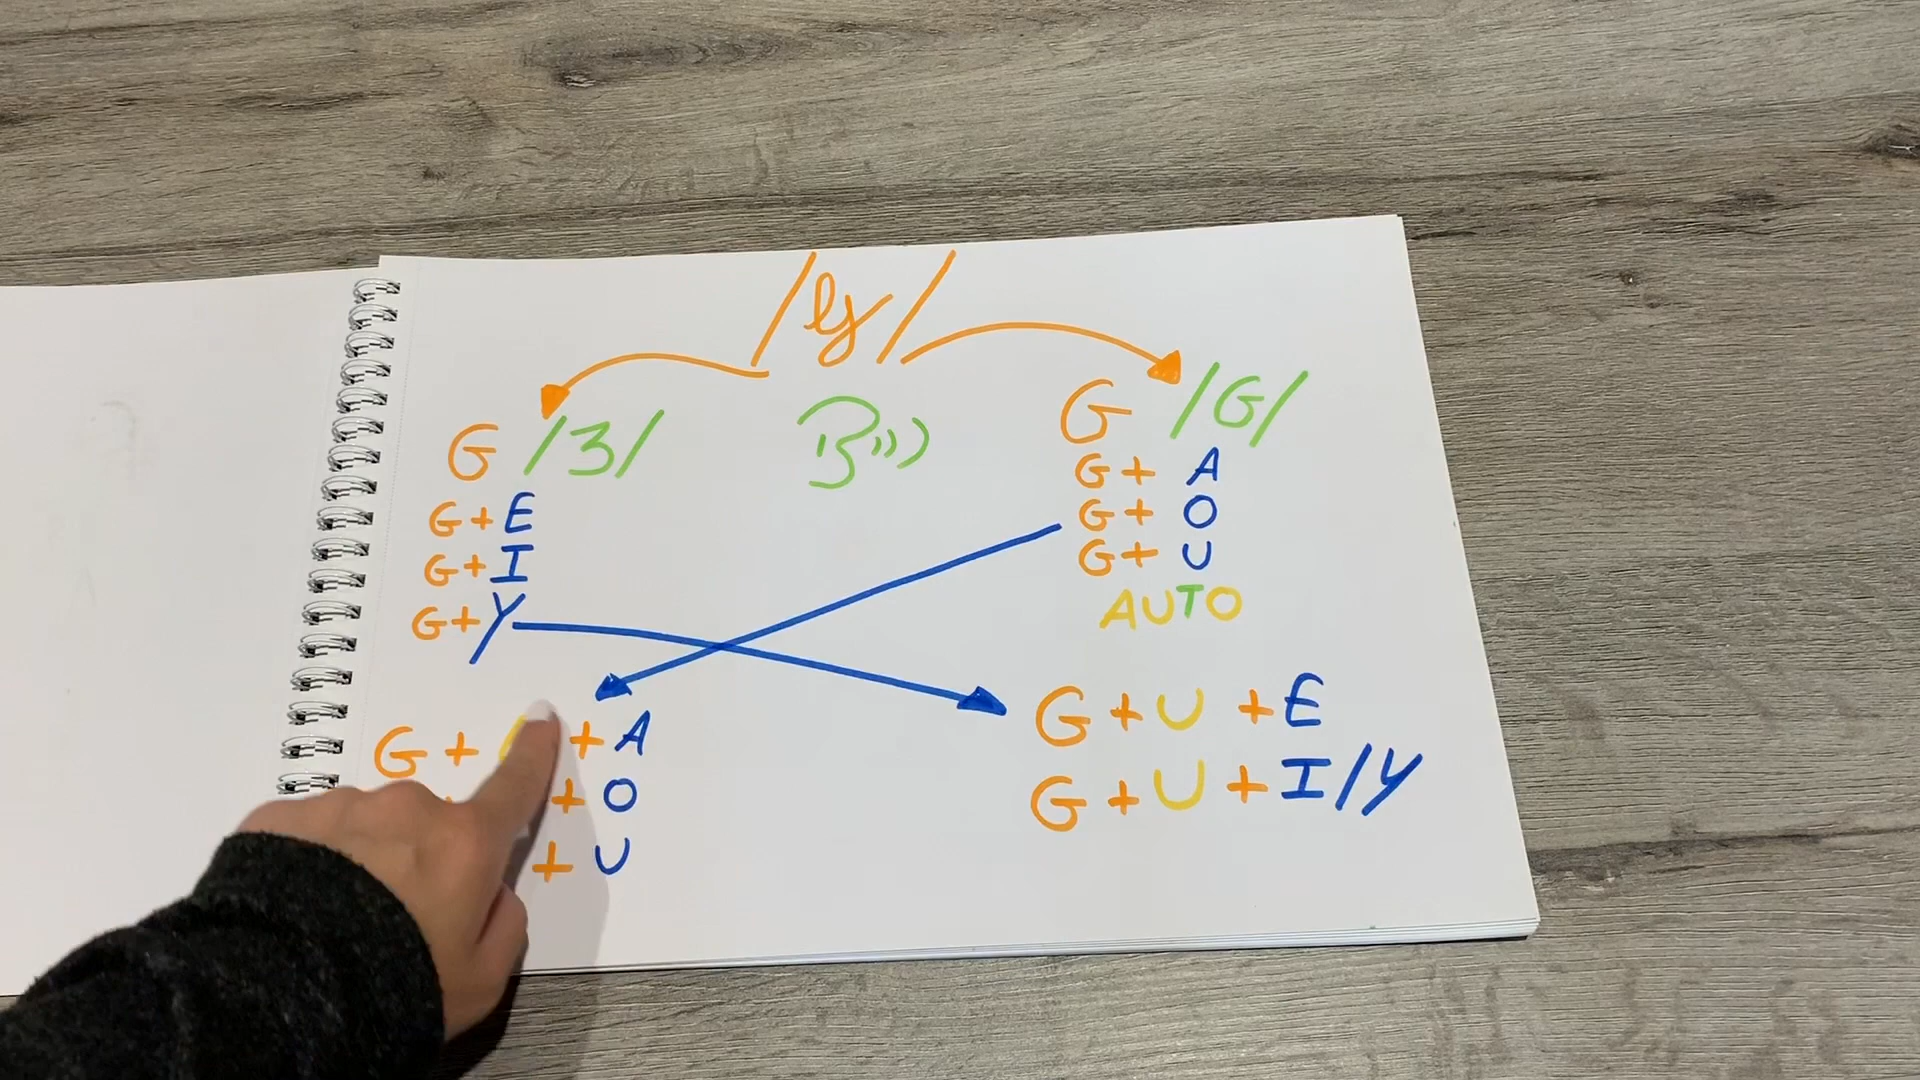 /g/
G /ʒ/
G+E
G+I
G+Y
G /G/
G+ A
G+ O
G+ U
AUTO
G + + A
+ O
+ U
G + U + E
G + U + I/Y